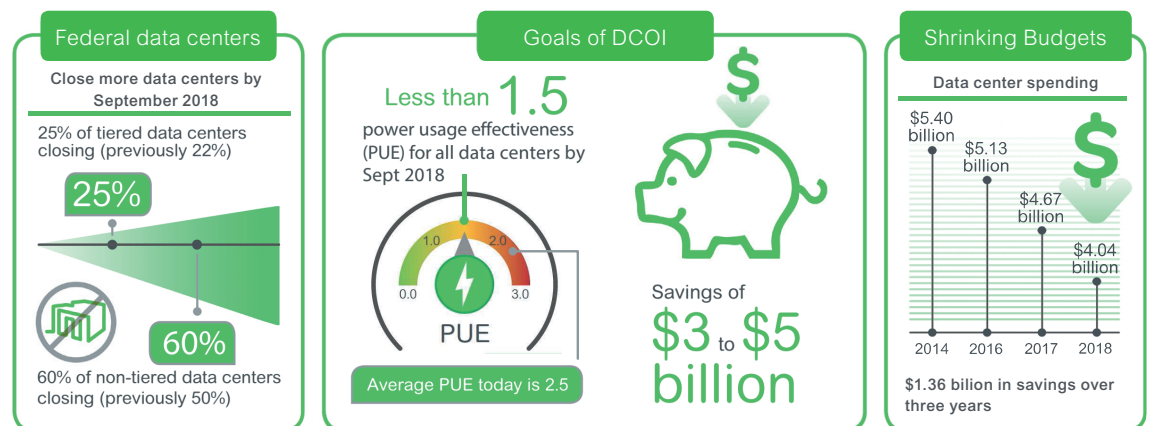 Federal data centers
Close more data centers by
September 2018
25% of tiered data centers
closing (previously 22%)
25%
60%
60% of non-tiered data centers
closing (previously 50%)
Goals of DCOI
Less than 1.5
power usage effectiveness
(PUE) for all data centers by
Sept 2018
1.0
2.0
0.0
3.0
PUE
Average PUE today is 2.5
$
Savings of
$3 to $5
billion
Shrinking Budgets
Data center spending
$5.40
billion
$5.13
billion
$4.67
billion
$4.04
billion
$
2014 2016 2017 2018
$1.36 bilion in savings over
three years